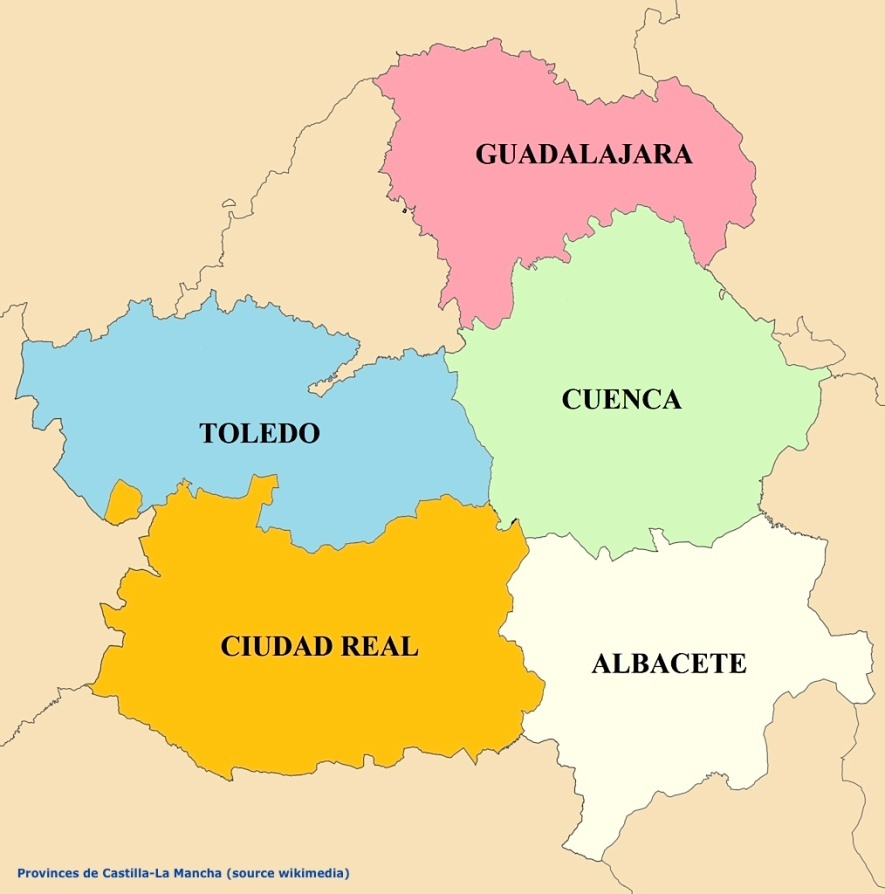 GUADALAJARA
CUENCA
TOLEDO
CIUDAD REAL
ALBACETE
Provinces de Castilla-La Mancha (source wikimedia)